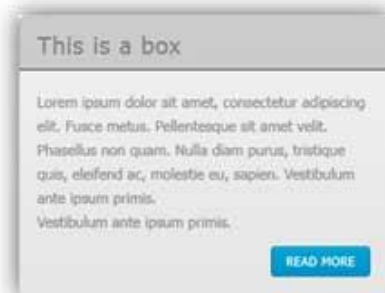 This is a box
Lorem ipsum dolor sit amet, consectetur adipiscing
elit. Fusce metus. Pellentesque sit amet velit.
Phasellus non quam. Nulla diam purus, tristique
quis, eleifend ac, molestie eu, sapien. Vestibulum
ante ipsum primis.
Vestibulum ante ipsum primis.
READ MORE